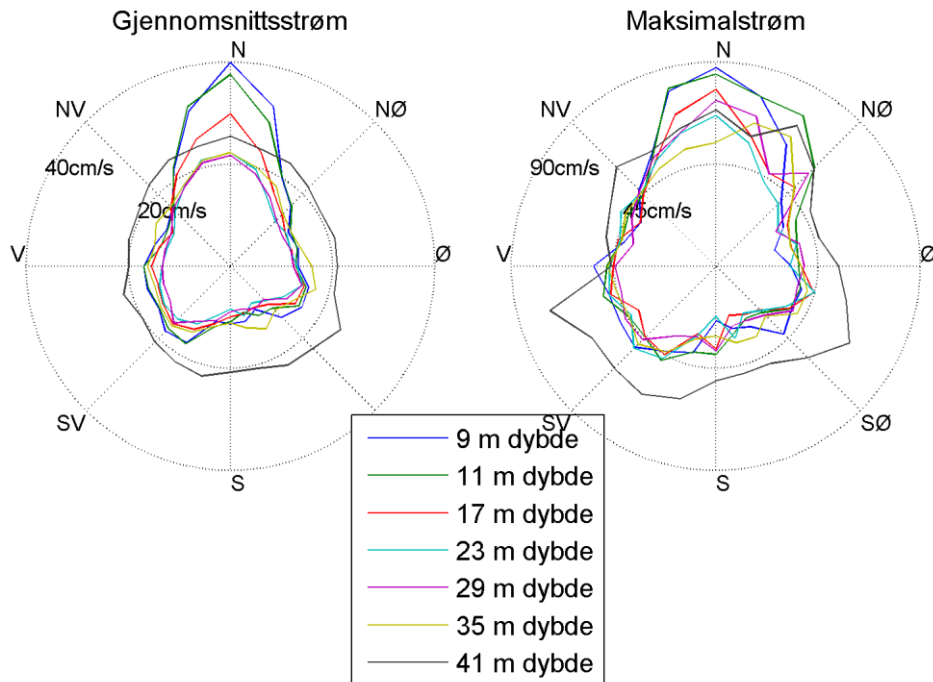 Gjennomsnittsstrøm
N
NV
NØ
40cm/s
20cm/s
V
Ø
SV
S
Maksimalstrøm
N
NV
NØ
90cm/s
45cm/s
Ø
SV
SØ
S
9 m dybde
11 m dybde
17 m dybde
23 m dybde
29 m dybde
35 m dybde
41 m dybde